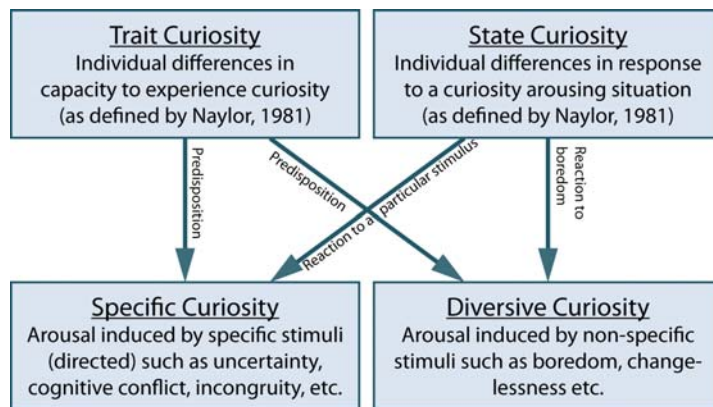 Trait Curiosity
Individual differences in
capacity to experience curiosity
(as defined by Naylor, 1981)
State Curiosity
Individual differences in response
to a curiosity arousing situation
(as defined by Naylor, 1981)
Predisposition
Predisposition
Reaction to a particular stimulus
Reaction to
boredom
Specific Curiosity
Arousal induced by specific stimuli
(directed) such as uncertainty,
cognitive conflict, incongruity, etc.
Diversive Curiosity
Arousal induced by non-specific
stimuli such as boredom, change-
lessness etc.